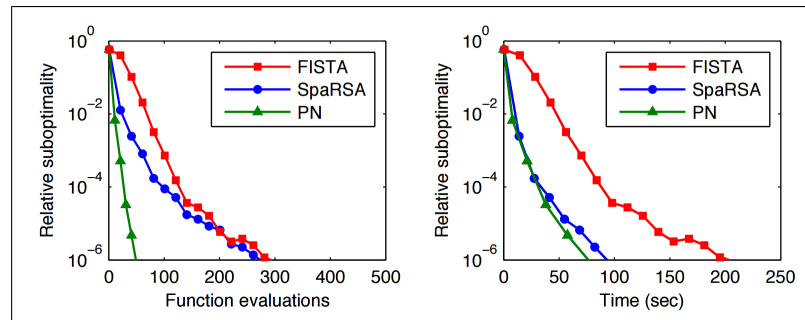 Relative suboptimality
10^0
10^-2
10^-4
10^-6
FISTA
SpaRSA
PN
0 100 200 300 400 500
Function evaluations
Relative suboptimality
10^0
10^-2
10^-4
10^-6
FISTA
SpaRSA
PN
0 50 100 150 200 250
Time (sec)